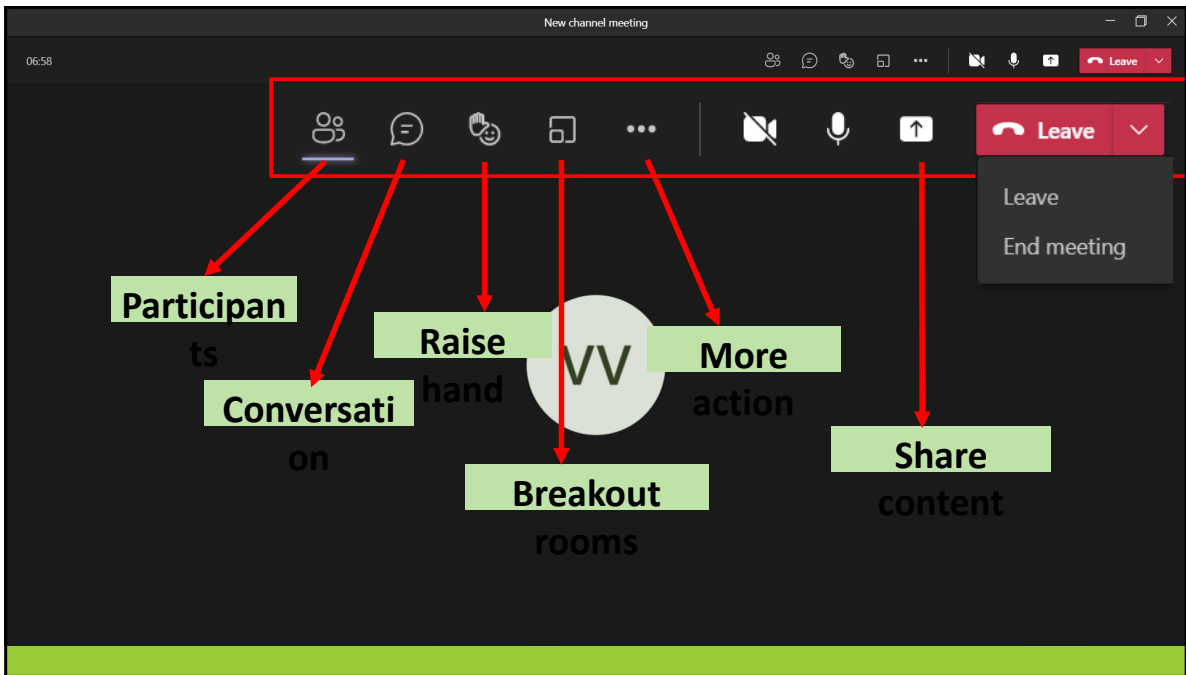 New channel meeting
06:58
Leave
Leave
Leave
End meeting
Participan
ts
Raise
hand
VV
More
action
Conversati
on
Share
content
Breakout
rooms